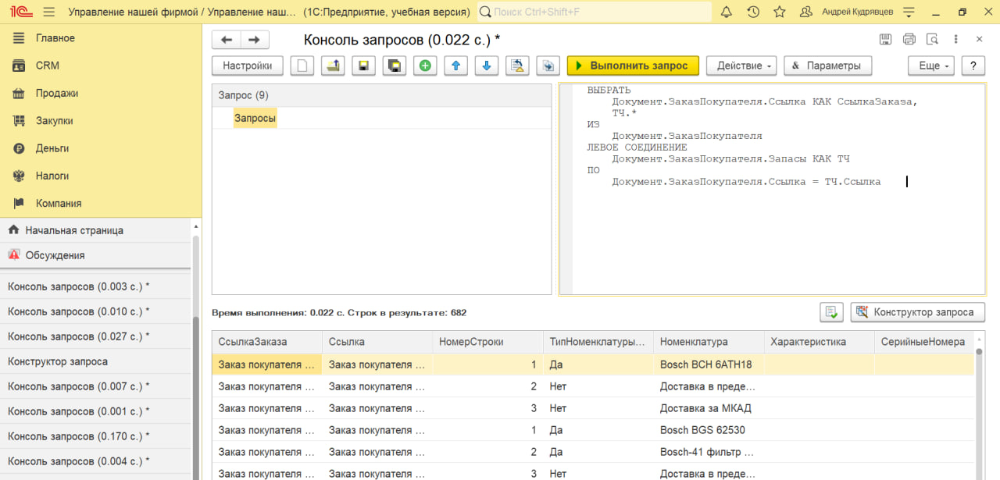 1С Управление нашей фирмой / Управление наш... (1С:Предприятие, учебная версия) Поиск Ctrl+Shift+F Андрей Кудрявцев
Главное
CRM
Продажи
Закупки
Деньги
Налоги
Компания
Начальная страница
Обсуждения
Консоль запросов (0.003 с.) *
Консоль запросов (0.010 с.) *
Консоль запросов (0.027 с.) *
Конструктор запроса
Консоль запросов (0.007 с.) *
Консоль запросов (0.001 с.) *
Консоль запросов (0.170 с.) *
Консоль запросов (0.004 с.) *
Консоль запросов (0.022 с.) *
Настройки Выполнить запрос Действие & Параметры Еще ?
Запрос (9)
Запросы
ВЫБРАТЬ
Документ.ЗаказПокупателя.Ссылка КАК СсылкаЗаказа,
ТЧ.*
ИЗ
Документ.ЗаказПокупателя
ЛЕВОЕ СОЕДИНЕНИЕ
Документ.ЗаказПокупателя.Запасы КАК ТЧ
ПО
Документ.ЗаказПокупателя.Ссылка = ТЧ.Ссылка
Время выполнения: 0.022 с. Строк в результате: 682 Конструктор запроса
СсылкаЗаказа Ссылка НомерСтроки ТипНоменклатуры... Номенклатура Характеристика СерийныеНомера
Заказ покупателя ... Заказ покупателя ... 1 Да Bosch BCH 6ATH18
Заказ покупателя ... Заказ покупателя ... 2 Нет Доставка в преде...
Заказ покупателя ... Заказ покупателя ... 3 Нет Доставка за МКАД
Заказ покупателя ... Заказ покупателя ... 1 Да Bosch BGS 62530
Заказ покупателя ... Заказ покупателя ... 2 Да Bosch-41 фильтр ...
Заказ покупателя ... Заказ покупателя ... 3 Нет Доставка в преде...